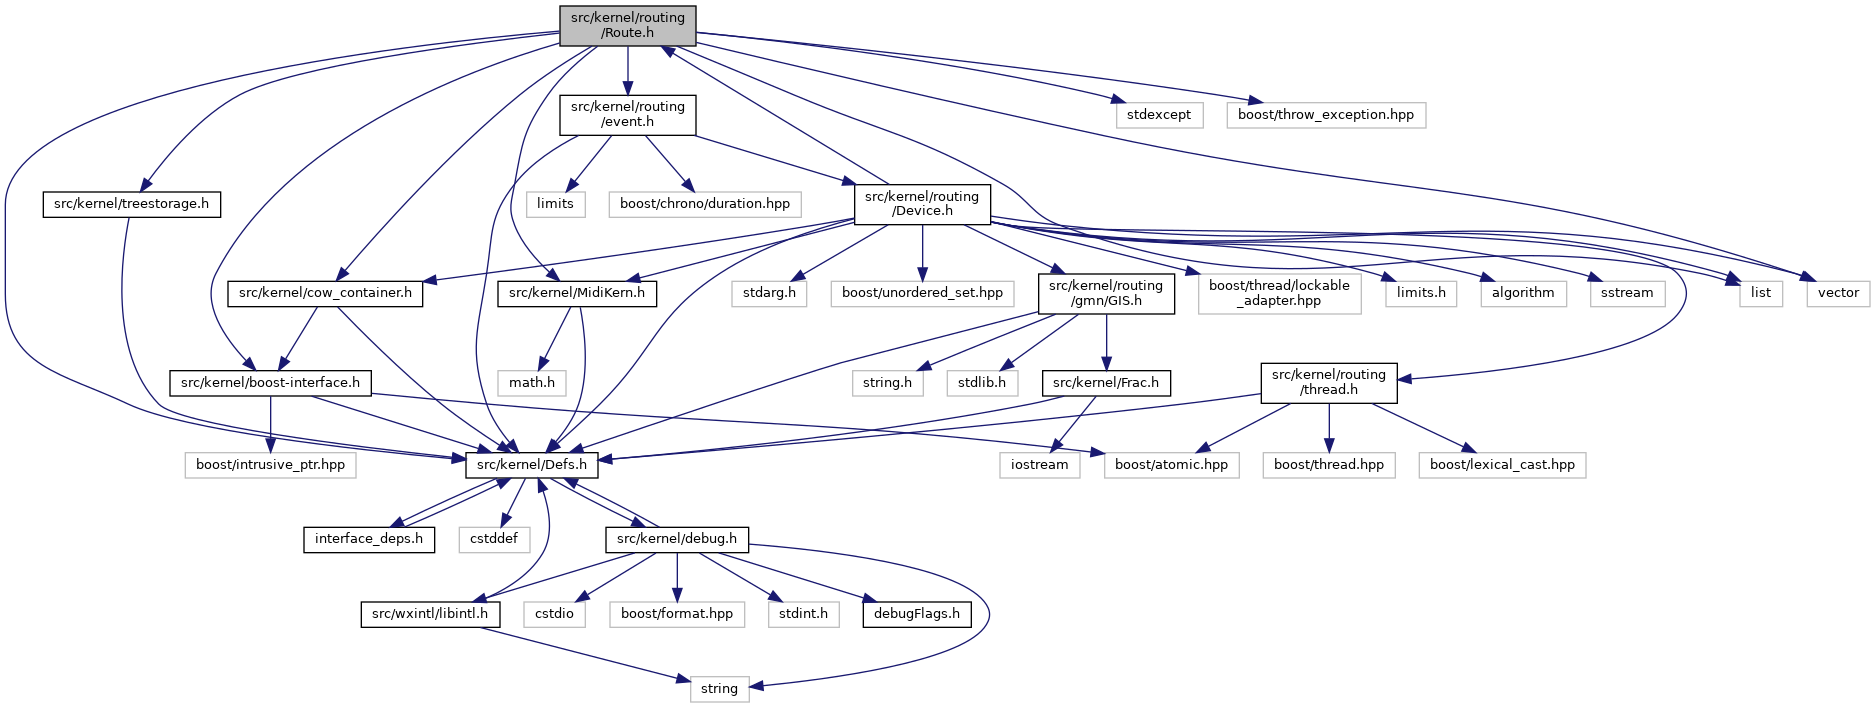 src/kernel/routing
/Route.h
src/kernel/routing
/event.h
stdexcept
boost/throw_exception.hpp
src/kernel/treestorage.h
limits
boost/chrono/duration.hpp
src/kernel/routing
/Device.h
src/kernel/cow_container.h
src/kernel/MidiKern.h
stdarg.h
boost/unordered_set.hpp
src/kernel/routing
/gmn/GIS.h
boost/thread/lockable
_adapter.hpp
limits.h
algorithm
sstream
list
vector
src/kernel/boost-interface.h
math.h
string.h
stdlib.h
src/kernel/Frac.h
src/kernel/routing
/thread.h
boost/intrusive_ptr.hpp
src/kernel/Defs.h
iostream
boost/atomic.hpp
boost/thread.hpp
boost/lexical_cast.hpp
interface_deps.h
cstddef
src/kernel/debug.h
src/wxintl/libintl.h
cstdio
boost/format.hpp
stdint.h
debugFlags.h
string